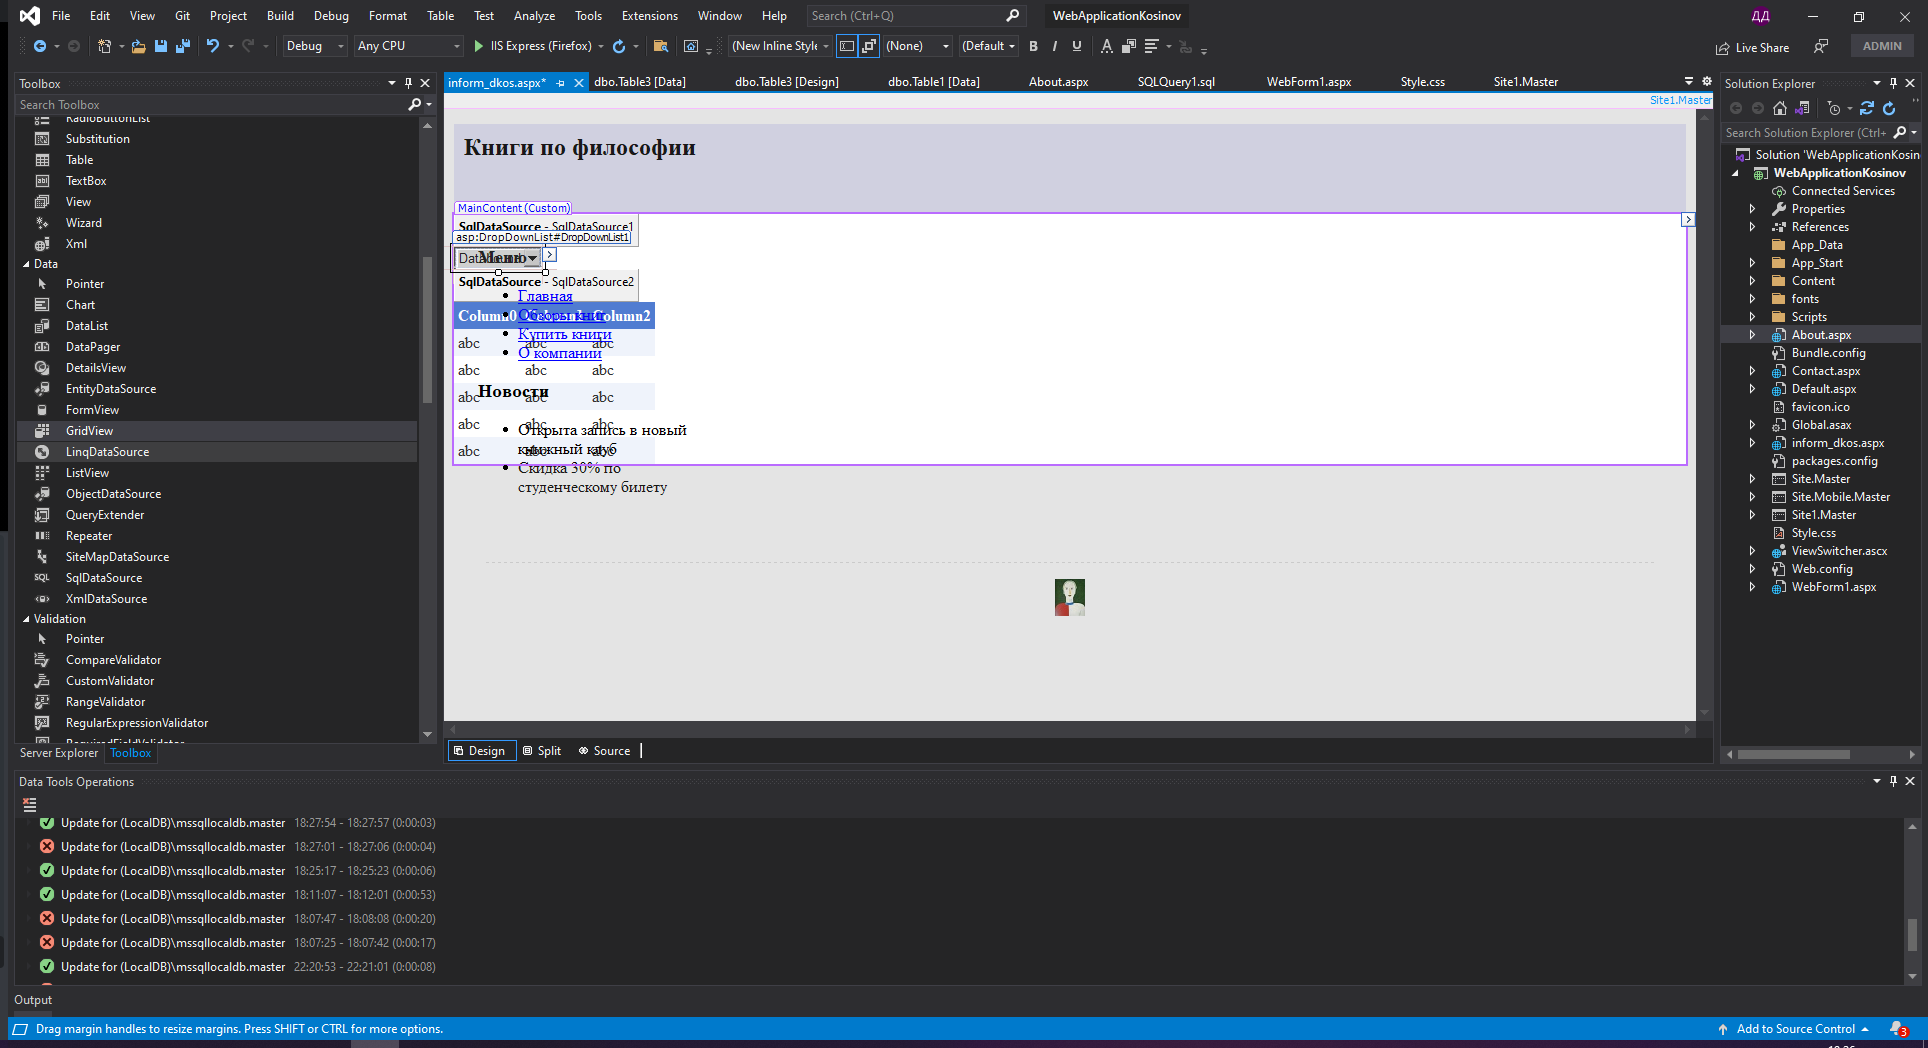 File Edit View Git Project Build Debug Format Table Test Analyze Tools Extensions Window Help Search (Ctrl+Q) WebApplicationKosinov ДД
Debug Any CPU IIS Express (Firefox) (New Inline Style (None) (Default B I U A Live Share ADMIN
Toolbox
Search Toolbox
RadioButtonList
Substitution
Table
TextBox
View
Wizard
Xml
Data
Pointer
Chart
DataList
DataPager
DetailsView
EntityDataSource
FormView
GridView
LinqDataSource
ListView
ObjectDataSource
QueryExtender
Repeater
SiteMapDataSource
SqlDataSource
XmlDataSource
Validation
Pointer
CompareValidator
CustomValidator
RangeValidator
RegularExpressionValidator
RequiredFieldValidator
Server Explorer Toolbox
inform_dkos.aspx* dbo.Table3 [Data] dbo.Table3 [Design] dbo.Table1 [Data] About.aspx SQLQuery1.sql WebForm1.aspx Style.css Site1.Master
Site1.Master
Книги по философии
MainContent (Custom)
SqlDataSource - SqlDataSource1
asp:DropDownList#DropDownList1
Меню
SqlDataSource - SqlDataSource2
Главная
Column0 Column2
Обзоры книг
Купить книги
abc abc
О компании
abc abc abc
Новости
abc abc abc
abc abc abc
Открыта запись в новый
книжный клуб
abc abc abc
Скидка 30% по
студенческому билету
Design Split Source
Solution Explorer
Search Solution Explorer (Ctrl+
Solution 'WebApplicationKosin
WebApplicationKosinov
Connected Services
Properties
References
App_Data
App_Start
Content
fonts
Scripts
About.aspx
Bundle.config
Contact.aspx
Default.aspx
favicon.ico
Global.asax
inform_dkos.aspx
packages.config
Site.Master
Site.Mobile.Master
Site1.Master
Style.css
ViewSwitcher.ascx
Web.config
WebForm1.aspx
Data Tools Operations
Update for (LocalDB)\mssqllocaldb.master 18:27:54 - 18:27:57 (0:00:03)
Update for (LocalDB)\mssqllocaldb.master 18:27:01 - 18:27:06 (0:00:04)
Update for (LocalDB)\mssqllocaldb.master 18:25:17 - 18:25:23 (0:00:06)
Update for (LocalDB)\mssqllocaldb.master 18:11:07 - 18:12:01 (0:00:53)
Update for (LocalDB)\mssqllocaldb.master 18:07:47 - 18:08:08 (0:00:20)
Update for (LocalDB)\mssqllocaldb.master 18:07:25 - 18:07:42 (0:00:17)
Update for (LocalDB)\mssqllocaldb.master 22:20:53 - 22:21:01 (0:00:08)
Output
Drag margin handles to resize margins. Press SHIFT or CTRL for more options. Add to Source Control 3